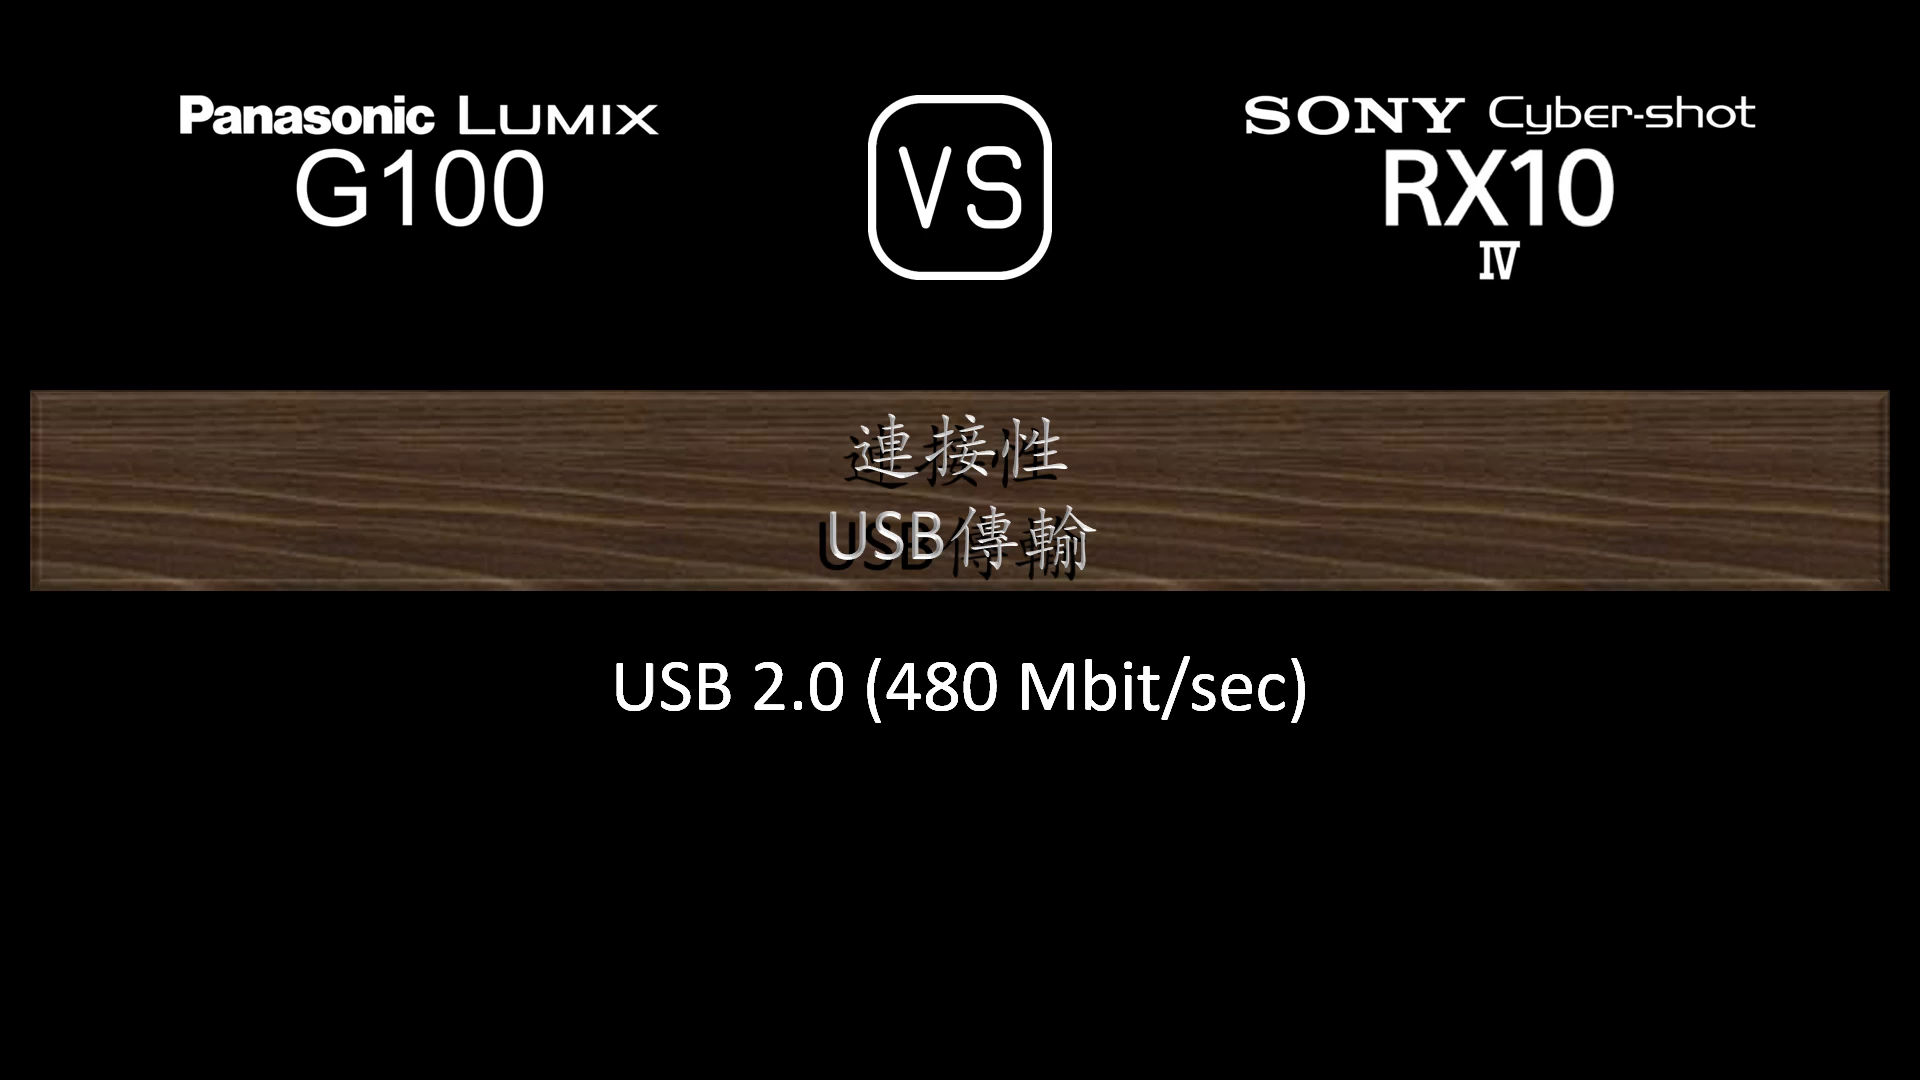 Panasonic LUMIX
G100
VS
SONY Cyber-shot
RX10
IV
連接性
USB傳輸
USB 2.0 (480 Mbit/sec)